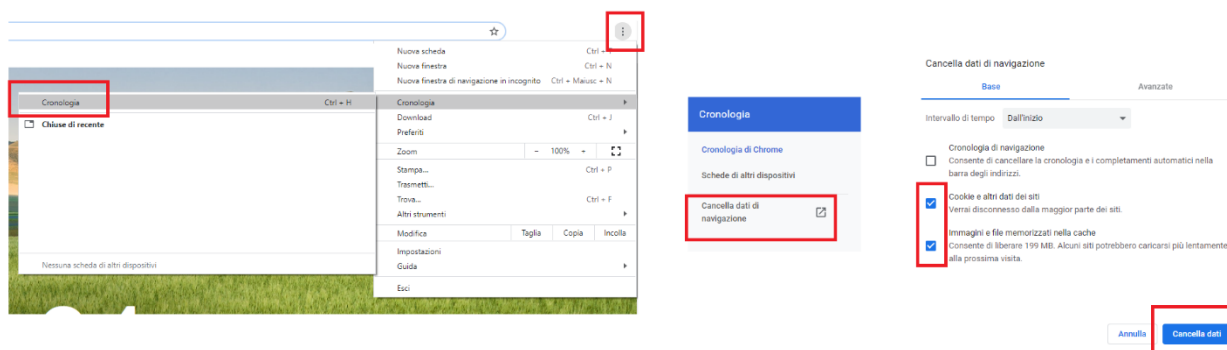 Nuova scheda Ctrl + T
Nuova finestra Ctrl + N
Nuova finestra di navigazione in incognito Ctrl + Maiusc + N
Cronologia Ctrl + H
Chiuse di recente
Nessuna scheda di altri dispositivi
Cronologia
Download Ctrl + J
Preferiti
Zoom - 100% +
Stampa... Ctrl + P
Trasmetti...
Trova... Ctrl + F
Altri strumenti
Modifica Taglia Copia Incolla
Impostazioni
Guida
Esci
Cronologia
Cronologia di Chrome
Schede di altri dispositivi
Cancella dati di
navigazione
Cancella dati di navigazione
Base Avanzate
Intervallo di tempo Dall'inizio
Cronologia di navigazione
Consente di cancellare la cronologia e i completamenti automatici nella
barra degli indirizzi.
Cookie e altri dati dei siti
Verrai disconnesso dalla maggior parte dei siti.
Immagini e file memorizzati nella cache
Consente di liberare 199 MB. Alcuni siti potrebbero caricarsi più lentamente
alla prossima visita.
Annulla Cancella dati